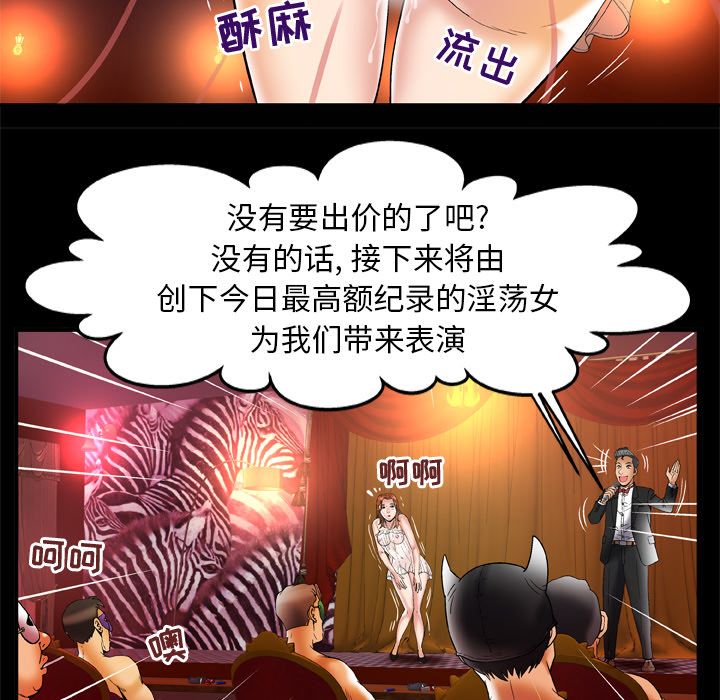 酥麻
流出
没有要出价的了吧?
没有的话, 接下来将由
创下今日最高额纪录的淫荡女
为我们带来表演
啊啊
呵呵
噢